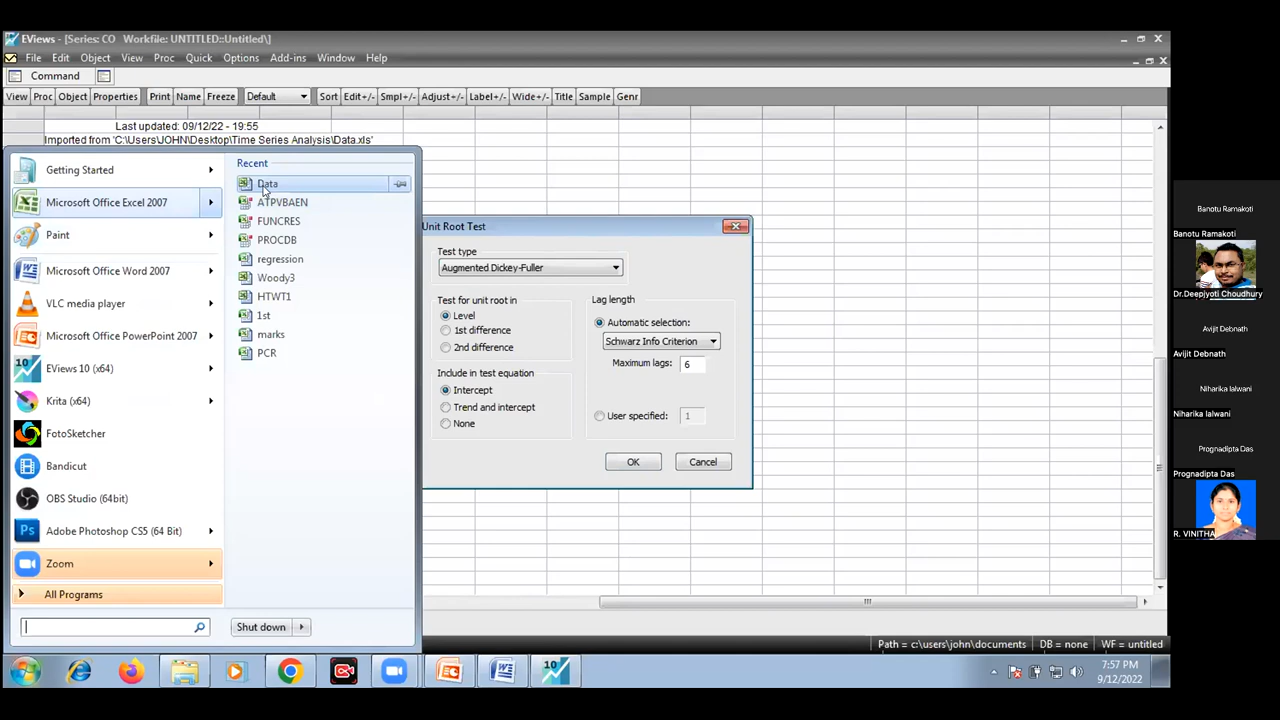 EViews - [Series: CO   Workfile: UNTITLED::Untitled\]
File Edit Object View Proc Quick Options Add-ins Window Help
Command
View Proc Object Properties Print Name Freeze Default Sort Edit+/- Smpl+/- Adjust+/- Label+/- Wide+/- Title Sample Genr
Last updated: 09/12/22 - 19:55
Imported from 'C:\Users\JOHN\Desktop\Time Series Analysis\Data.xls'
Getting Started
Microsoft Office Excel 2007
Paint
Microsoft Office Word 2007
VLC media player
Microsoft Office PowerPoint 2007
EViews 10 (x64)
Krita (x64)
FotoSketcher
Bandicut
OBS Studio (64bit)
Adobe Photoshop CS5 (64 Bit)
Zoom
All Programs
Recent
Data
ATPVBAEN
FUNCRES
PROCDB
regression
Woody3
HTWT1
1st
marks
PCR
Shut down
Unit Root Test
Test type
Augmented Dickey-Fuller
Test for unit root in
Level
1st difference
2nd difference
Include in test equation
Intercept
Trend and intercept
None
Lag length
Automatic selection:
Schwarz Info Criterion
Maximum lags: 6
User specified: 1
OK Cancel
Path = c:\users\john\documents DB = none WF = untitled
10
7:57 PM
9/12/2022
Banotu Ramakoti
Banotu Ramakoti
Dr.Deepjyoti Choudhury
Avijit Debnath
Avijit Debnath
Niharika lalwani
Niharika lalwani
Prognadipta Das
Prognadipta Das
R. VINITHA